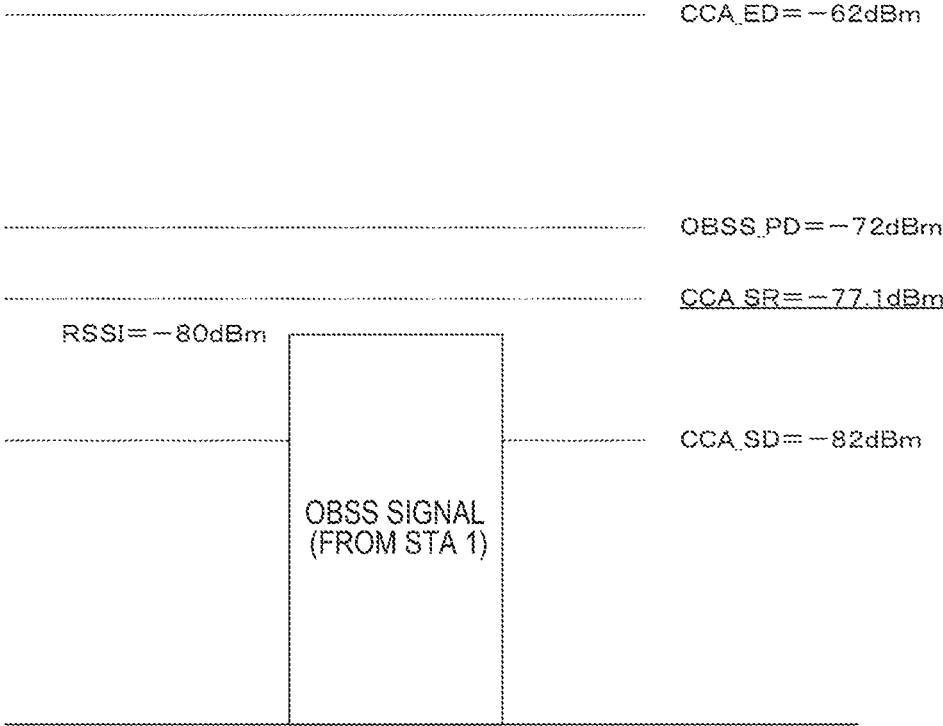 CCA_ED=-62dBm
OBSS_PD=-72dBm
CCA_SR=-77.1dBm
RSSI=-80dBm
CCA_SD=-82dBm
OBSS SIGNAL
(FROM STA 1)